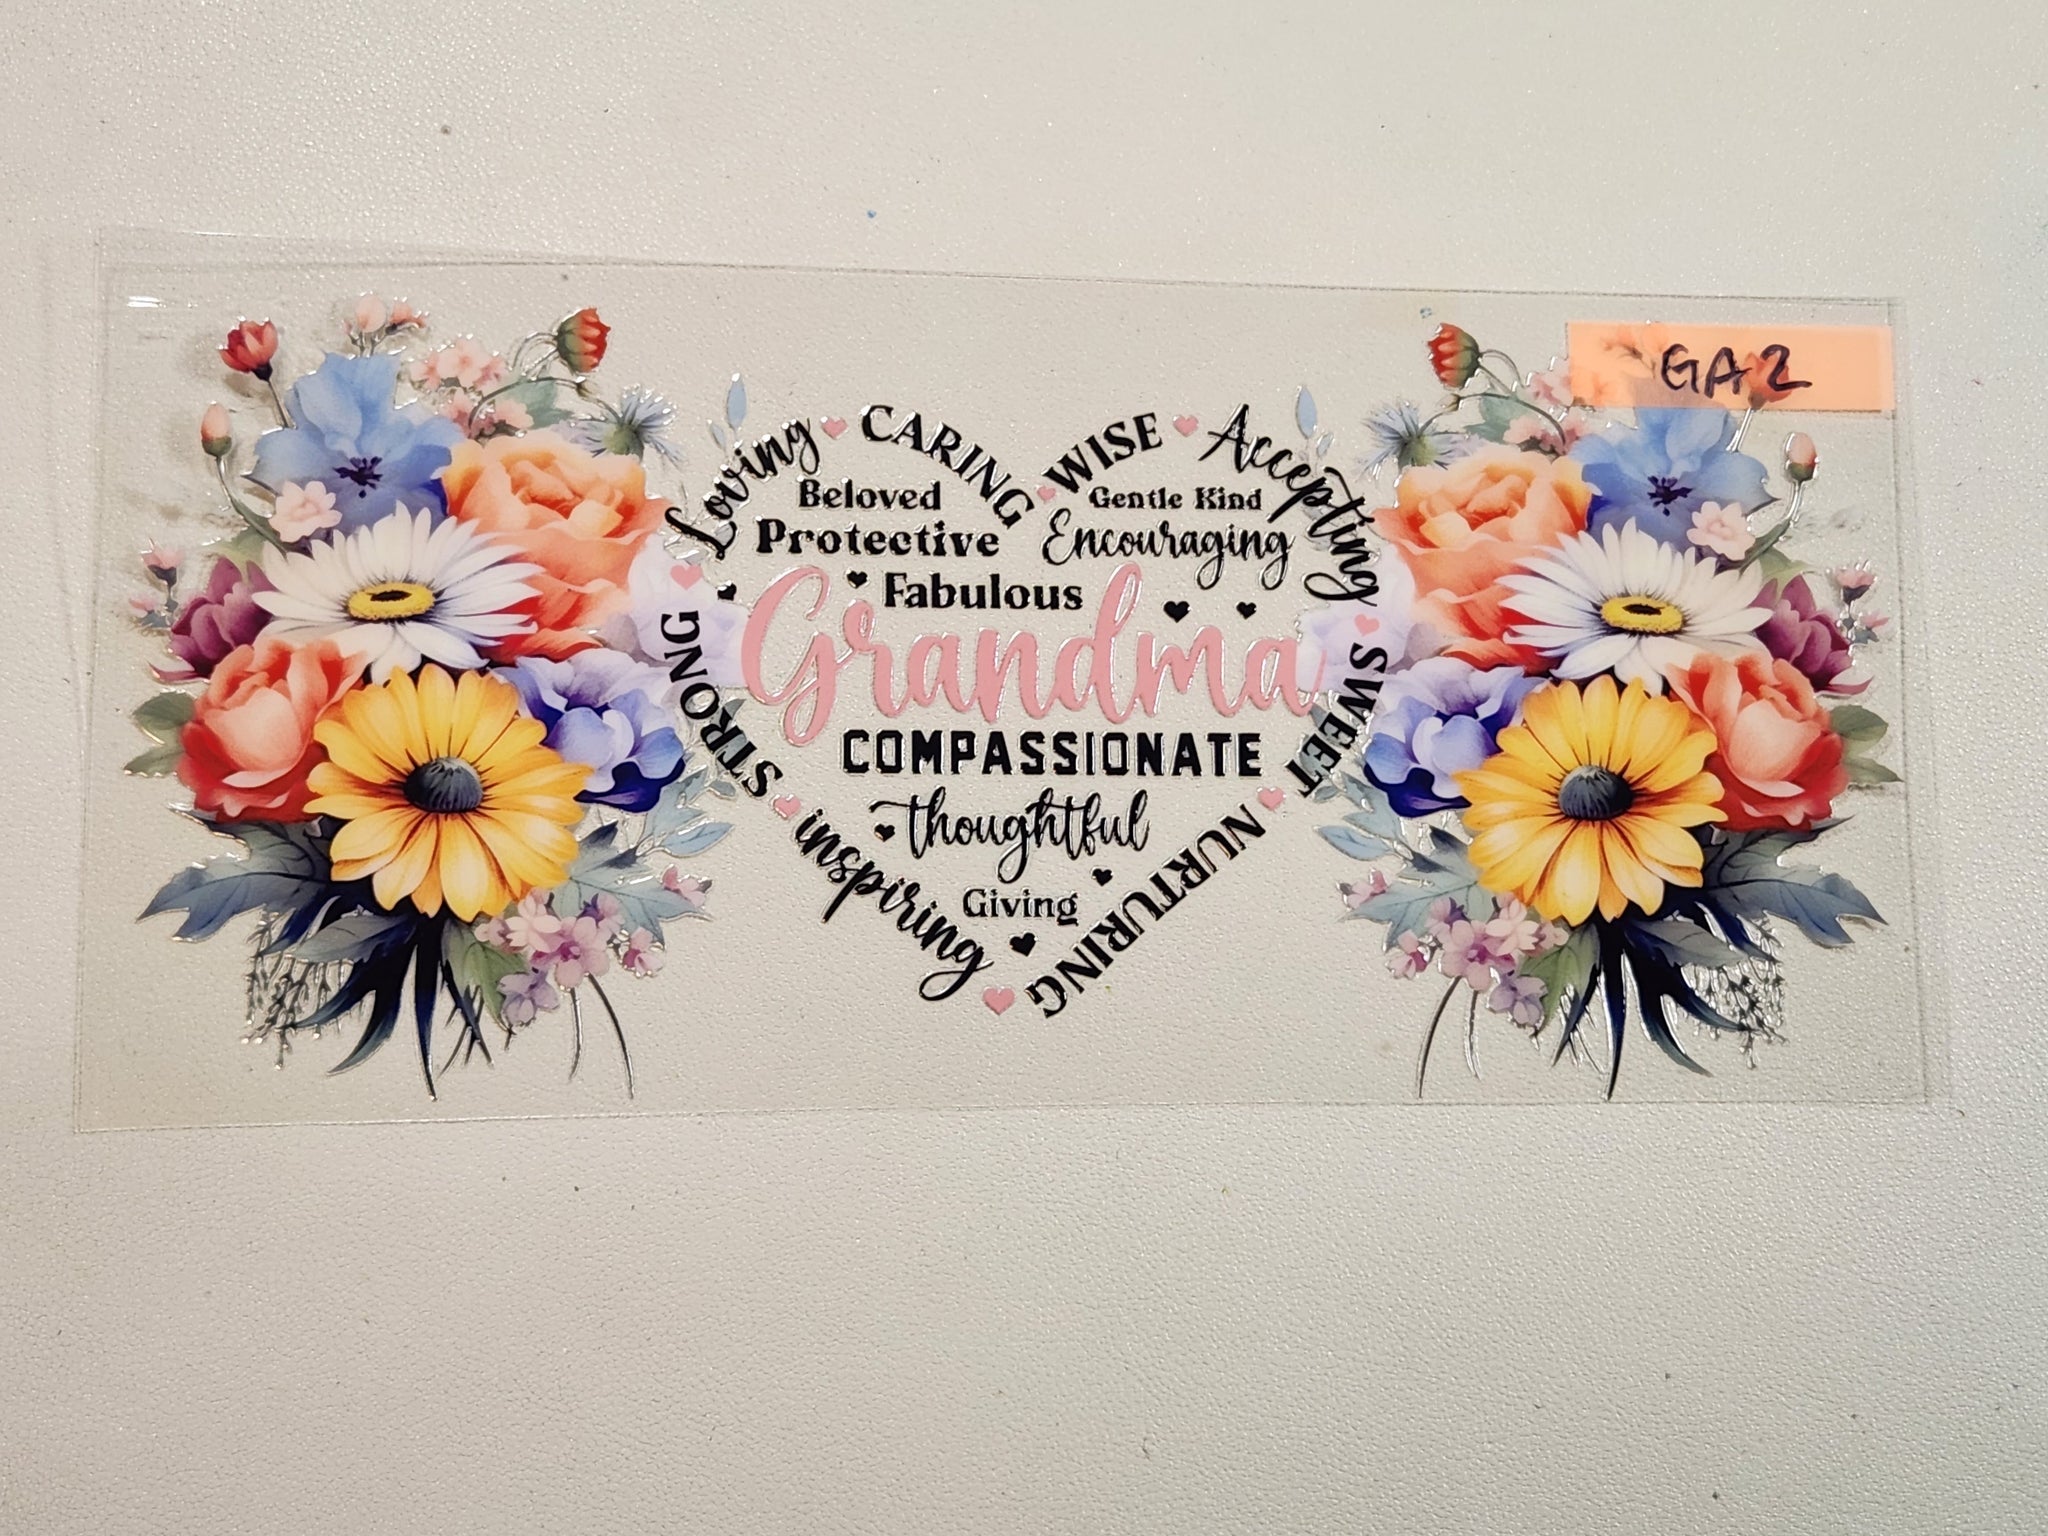 GA2
Loving CARING WISE Accepting
Beloved
Gentle Kind
Protective
Encouraging
Fabulous
Grandma
STRONG
SWEET
COMPASSIONATE
thoughtful
inspiring
NURTURING
Giving